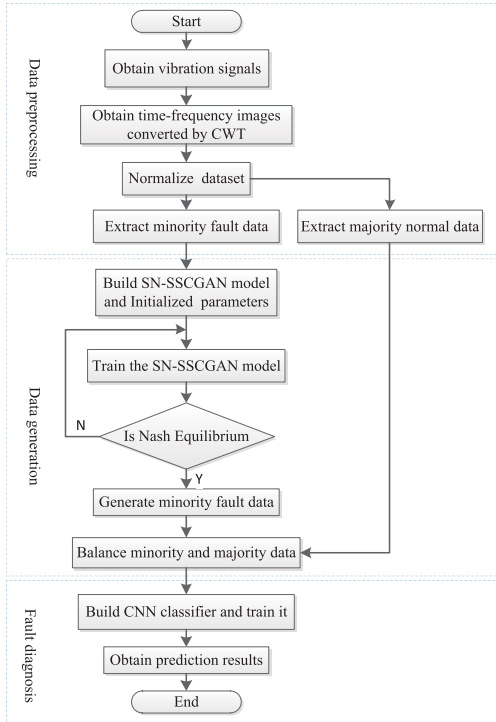 Data preprocessing
Start
Obtain vibration signals
Obtain time-frequency images
converted by CWT
Normalize dataset
Extract minority fault data
Extract majority normal data
Data generation
Build SN-SSCGAN model
and Initialized parameters
Train the SN-SSCGAN model
Is Nash Equilibrium
N
Y
Generate minority fault data
Balance minority and majority data
Fault diagnosis
Build CNN classifier and train it
Obtain prediction results
End